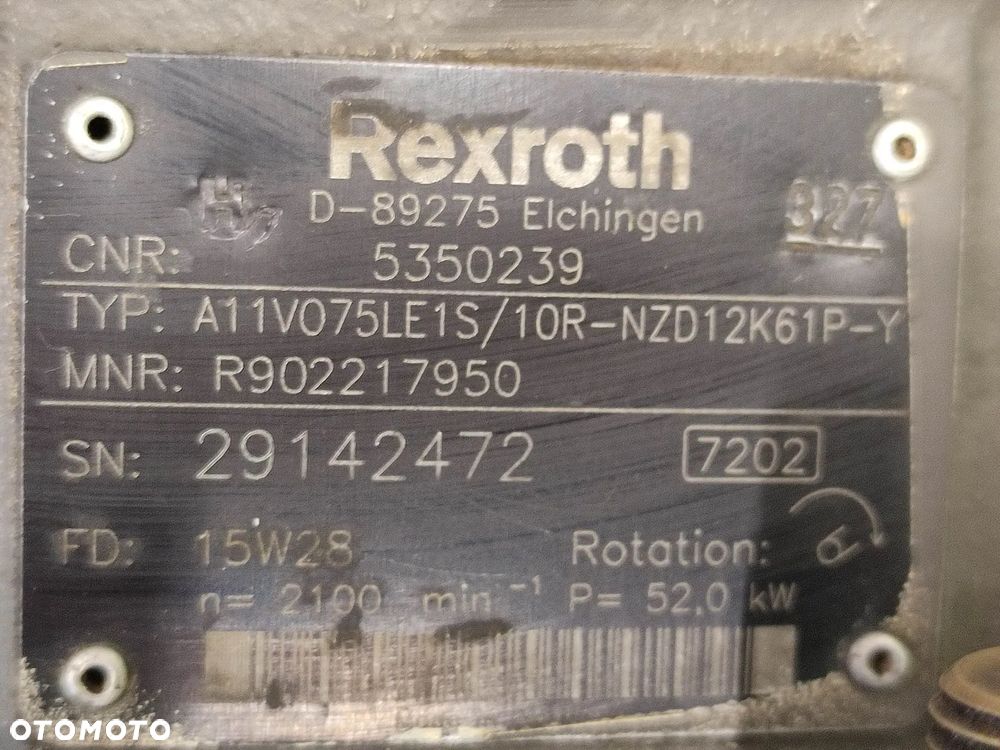 Rexroth
D-89275 Elchingen
327
CNR: 5350239
TYP: A11VO75LE1S/10R-NZD12K61P-Y
MNR: R902217950
SN: 29142472 7202
FD: 15W28 Rotation:
n= 2100 min⁻¹ P= 52,0 kW
OTOMOTO